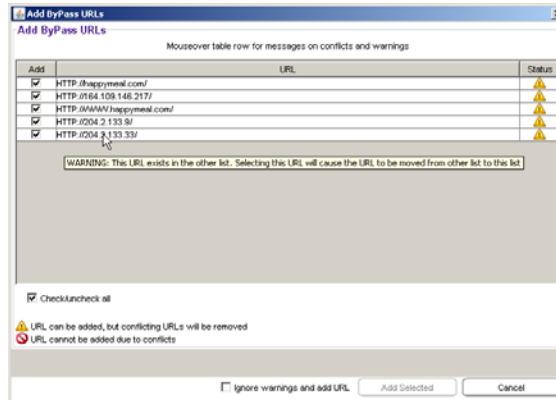 Add ByPass URLs
Add ByPass URLs
Mouseover table row for messages on conflicts and warnings
Add URL Status
HTTP://happymeal.com/
HTTP://164.109.146.217/
HTTP://WWW.happymeal.com/
HTTP://204.2.133.9/
HTTP://204.2.133.33/
WARNING: This URL exists in the other list. Selecting this URL will cause the URL to be moved from other list to this list
Check/uncheck all
URL can be added, but conflicting URLs will be removed
URL cannot be added due to conflicts
Ignore warnings and add URL Add Selected Cancel